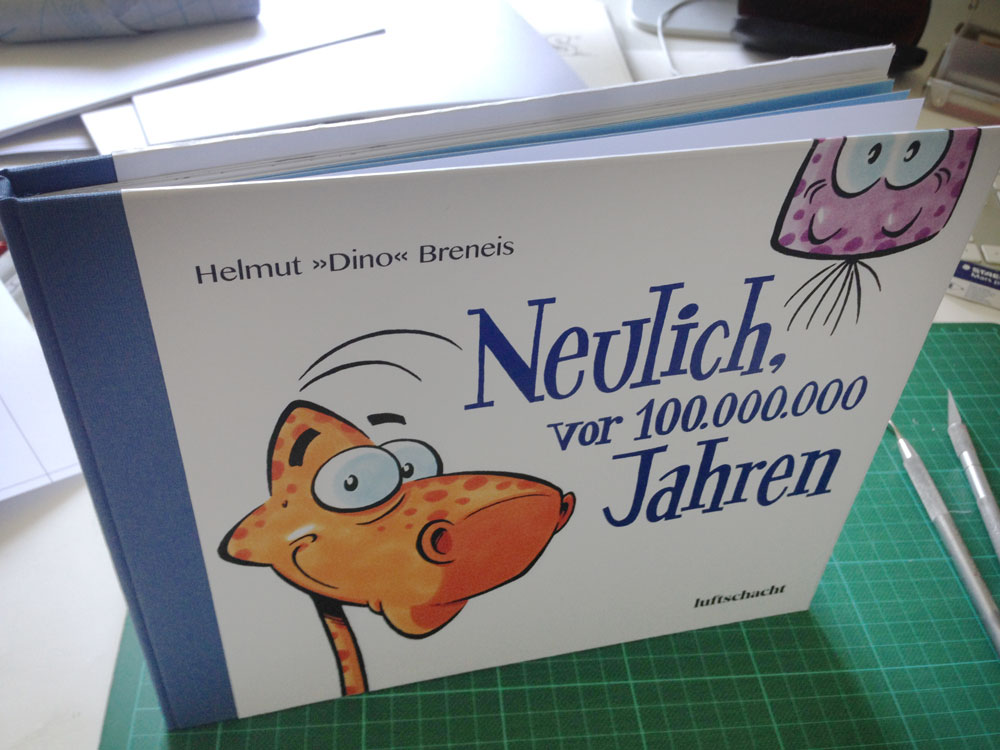 Helmut »Dino« Breneis
Neulich,
vor 100.000.000
Jahren
luftschacht